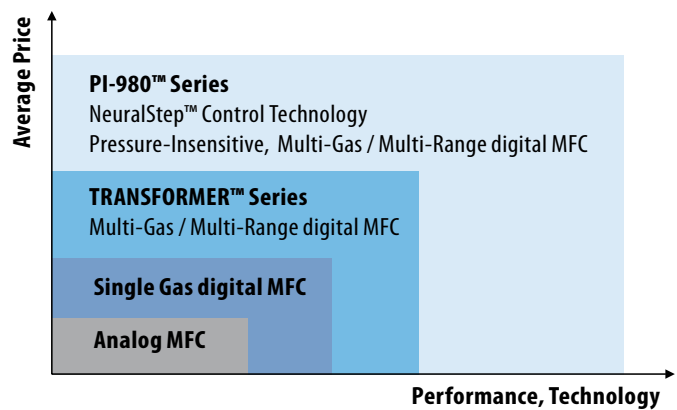 Average Price
PI-980™ Series
NeuralStep™ Control Technology
Pressure-Insensitive, Multi-Gas / Multi-Range digital MFC
TRANSFORMER™ Series
Multi-Gas / Multi-Range digital MFC
Single Gas digital MFC
Analog MFC
Performance, Technology